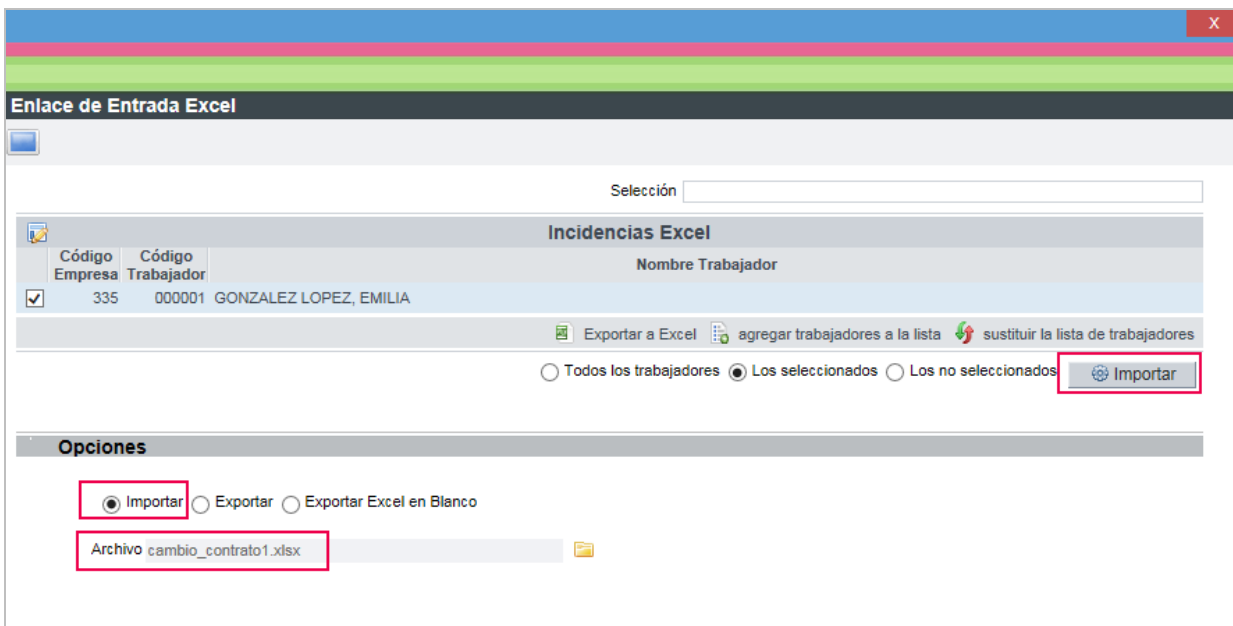 X
Enlace de Entrada Excel
Selección
Incidencias Excel
Código Código
Empresa Trabajador Nombre Trabajador
335 000001 GONZALEZ LOPEZ, EMILIA
Exportar a Excel agregar trabajadores a la lista sustituir la lista de trabajadores
Todos los trabajadores Los seleccionados Los no seleccionados Importar
Opciones
Importar Exportar Exportar Excel en Blanco
Archivo cambio_contrato1.xlsx